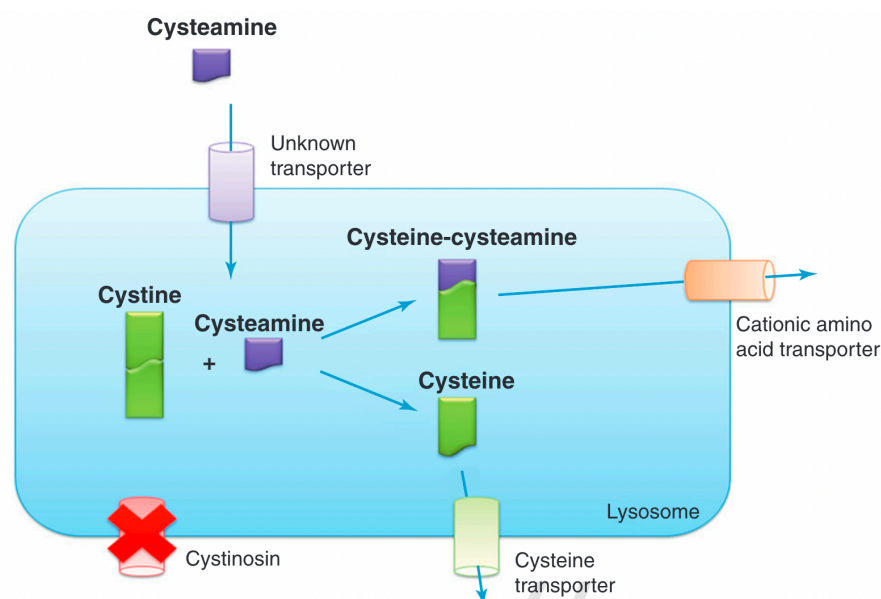 Cysteamine
Unknown
transporter
Cysteine-cysteamine
Cystine
Cysteamine
+
Cationic amino
acid transporter
Cysteine
Lysosome
Cystinosin
Cysteine
transporter